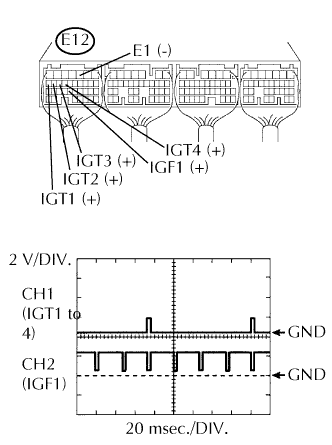 E12
E1 (-)
IGT4 (+)
IGT3 (+)
IGF1 (+)
IGT2 (+)
IGT1 (+)
2 V/DIV.
CH1
(IGT1 to
4)
GND
CH2
(IGF1)
GND
20 msec./DIV.